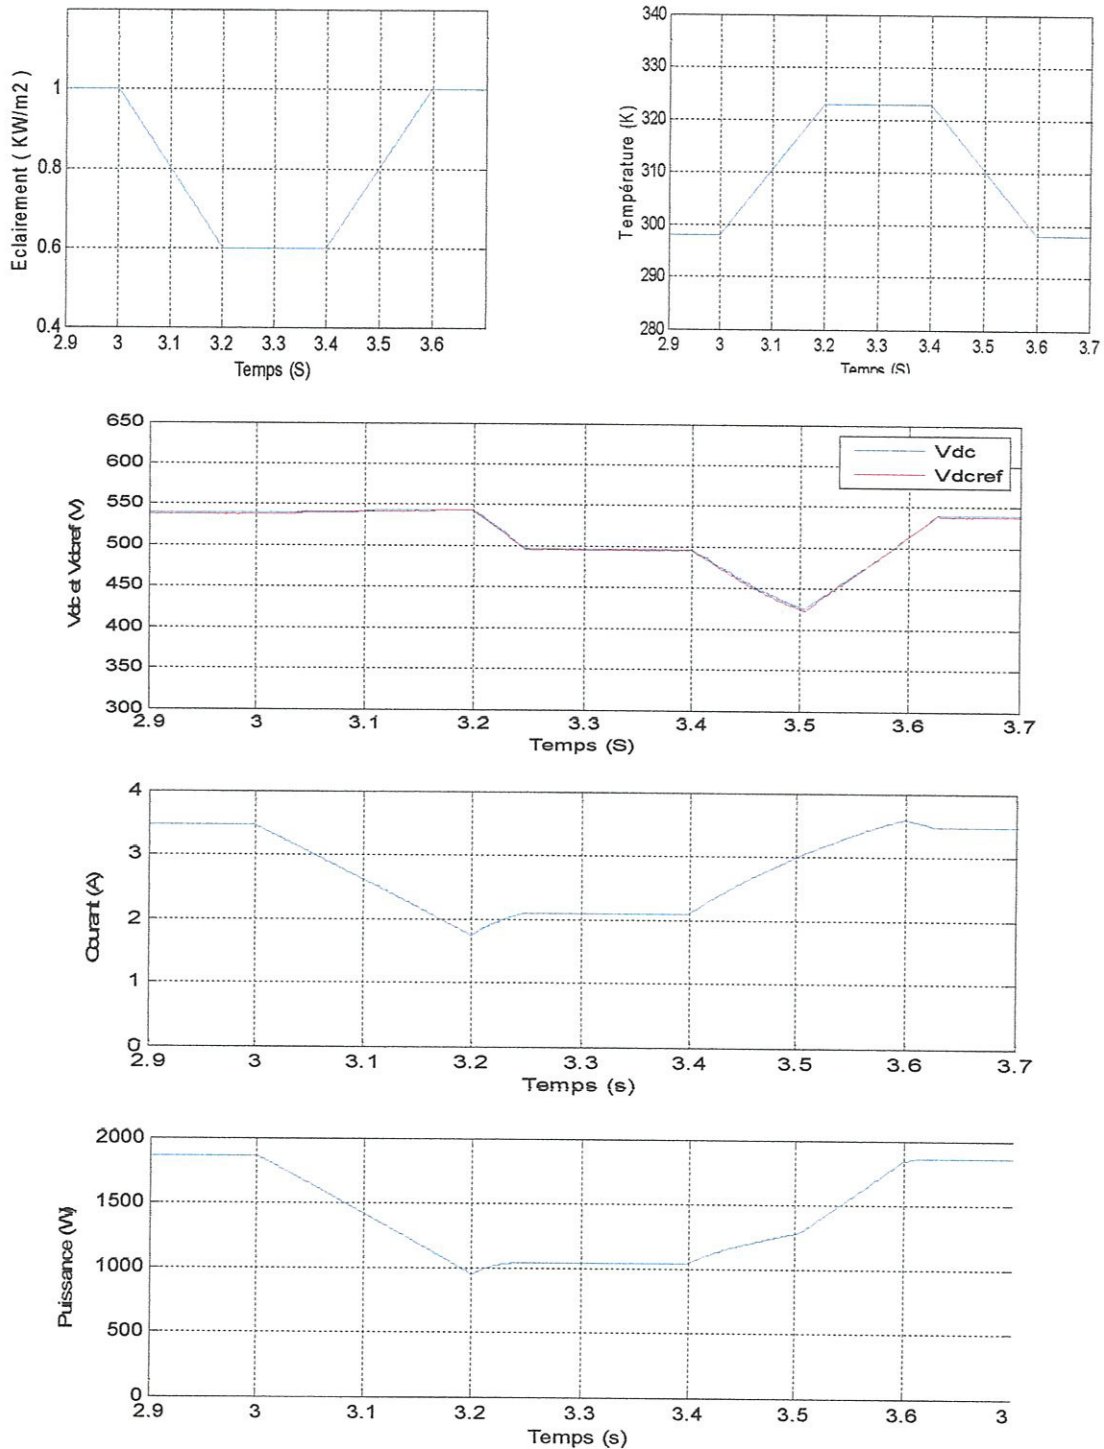 Eclairement ( KW/m2)
1
0.8
0.6
0.4
2.9 3 3.1 3.2 3.3 3.4 3.5 3.6
Temps (S)
Température (K)
340
330
320
310
300
290
280
2.9 3 3.1 3.2 3.3 3.4 3.5 3.6 3.7
Temps (S)
Vdc et Vdcref (V)
650
600
550
500
450
400
350
300
Vdc
Vdcref
2.9 3 3.1 3.2 3.3 3.4 3.5 3.6 3.7
Temps (S)
Courant (A)
4
3
2
1
0
2.9 3 3.1 3.2 3.3 3.4 3.5 3.6 3.7
Temps (s)
Puissance (W)
2000
1500
1000
500
0
2.9 3 3.1 3.2 3.3 3.4 3.5 3.6 3
Temps (s)